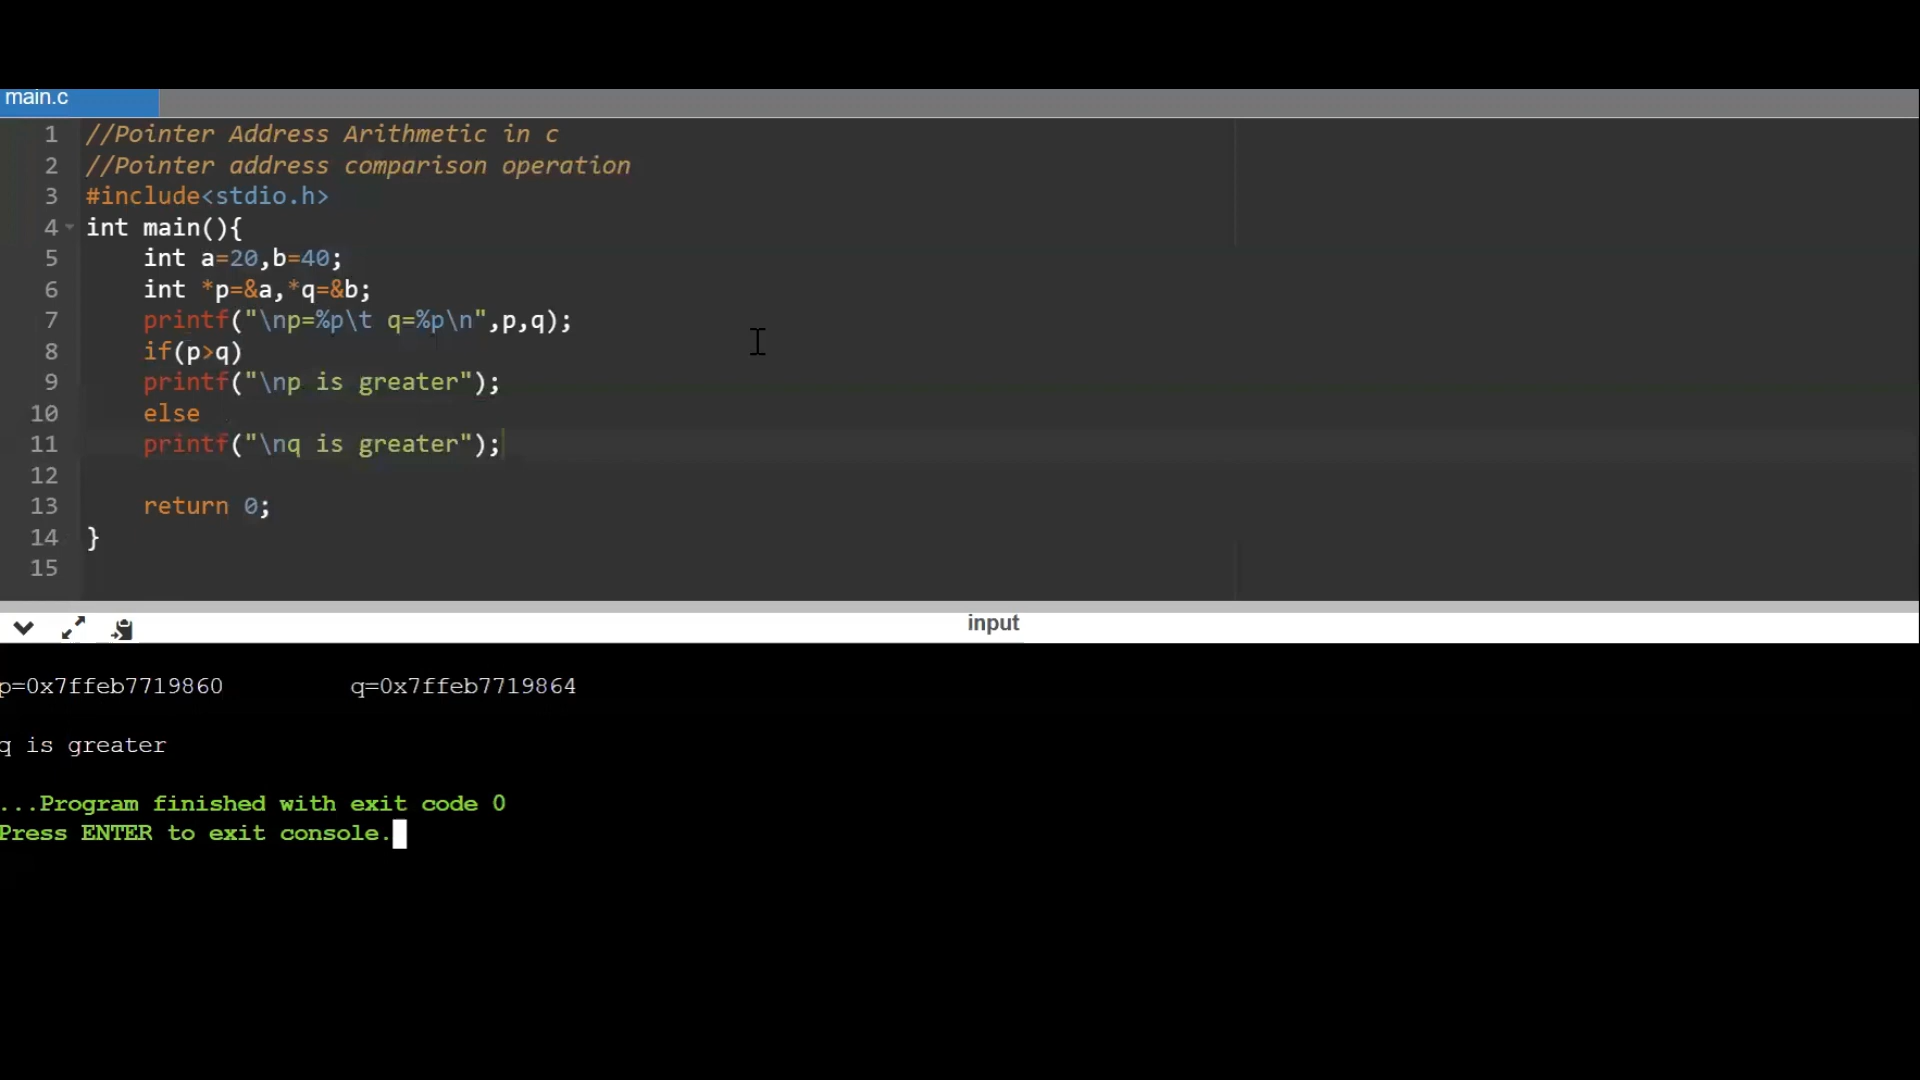 main.c
1 //Pointer Address Arithmetic in c
2 //Pointer address comparison operation
3 #include<stdio.h>
4 int main(){
5     int a=20,b=40;
6     int *p=&a,*q=&b;
7     printf("\np=%p\t q=%p\n",p,q);
8     if(p>q)
9     printf("\np is greater");
10     else
11     printf("\nq is greater");
12
13     return 0;
14 }
15
input
p=0x7ffeb7719860         q=0x7ffeb7719864
q is greater
...Program finished with exit code 0
Press ENTER to exit console.